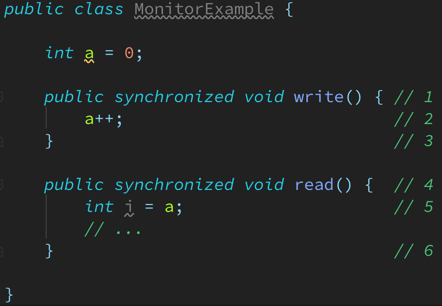 public class MonitorExample {
int a = 0;
public synchronized void write() { // 1
a++; // 2
} // 3
public synchronized void read() { // 4
int i = a; // 5
// ...
} // 6
}